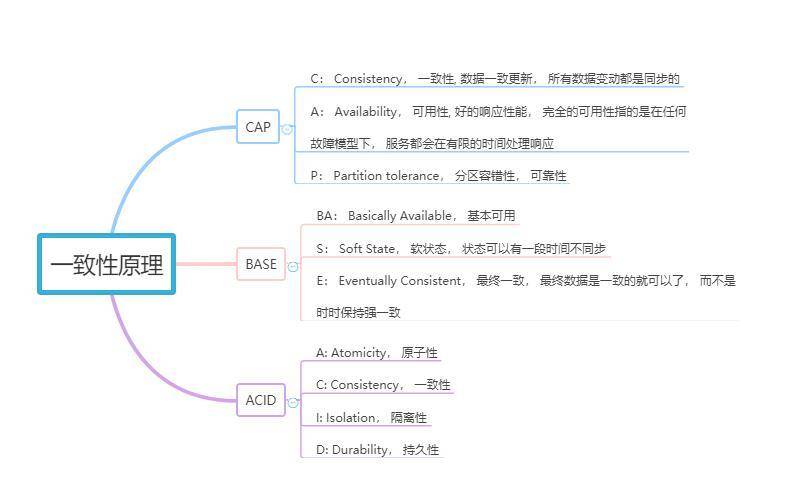 一致性原理
CAP
C： Consistency， 一致性, 数据一致更新， 所有数据变动都是同步的
A： Availability， 可用性, 好的响应性能， 完全的可用性指的是在任何
故障模型下， 服务都会在有限的时间处理响应
P： Partition tolerance， 分区容错性， 可靠性
BASE
BA： Basically Available， 基本可用
S： Soft State， 软状态， 状态可以有一段时间不同步
E： Eventually Consistent， 最终一致， 最终数据是一致的就可以了， 而不是
时时保持强一致
ACID
A: Atomicity， 原子性
C: Consistency， 一致性
I: Isolation， 隔离性
D: Durability， 持久性